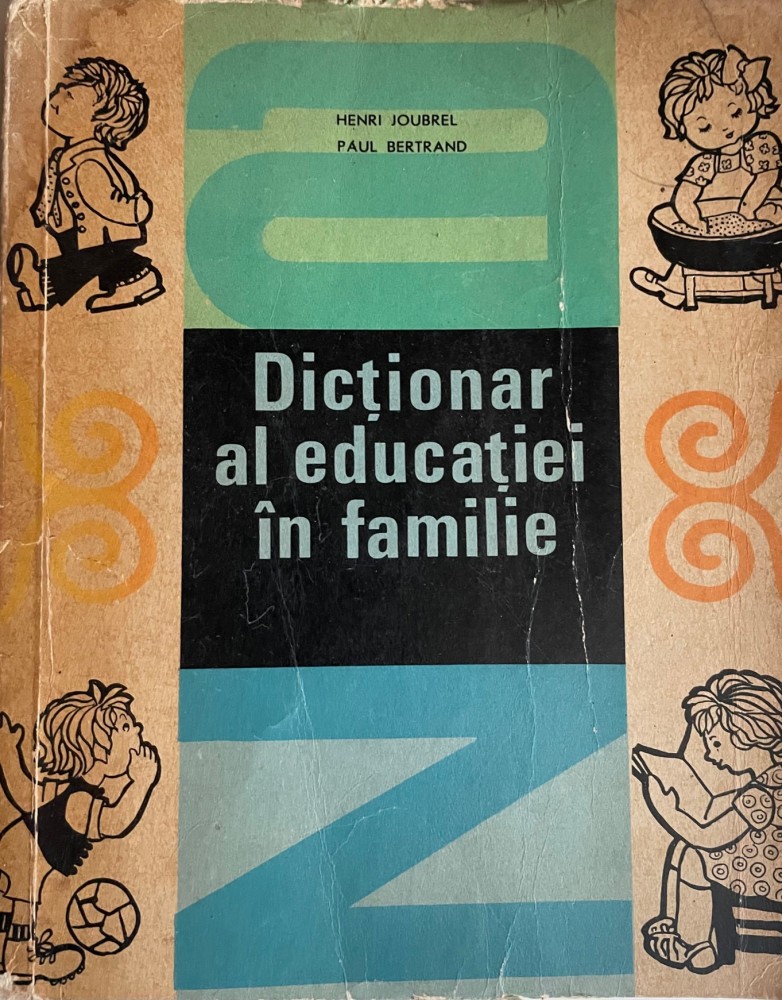 a
HENRI JOUBREL
PAUL BERTRAND
Dicționar
al educației
în familie
z